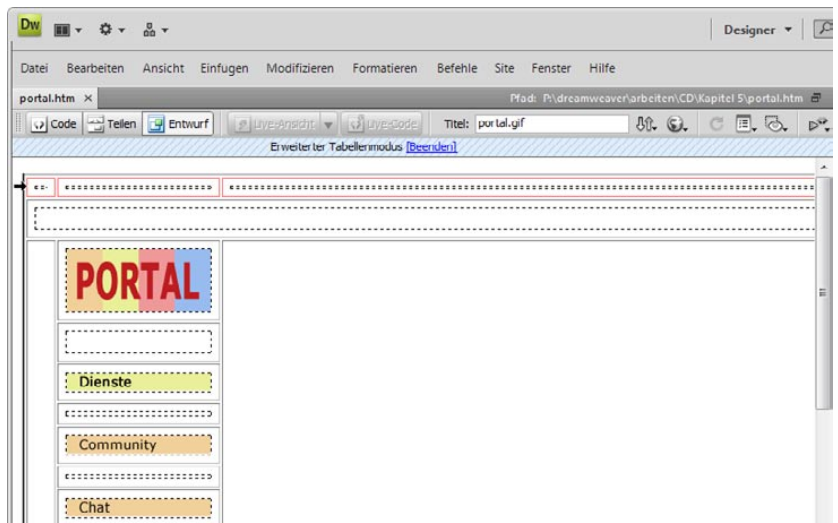 Dw Designer
Datei Bearbeiten Ansicht Einfugen Modifizieren Formatieren Befehle Site Fenster Hilfe
portal.htm × Pfad: P:\dreamweaver\arbeiten\CD\Kapitel 5\portal.htm
Code Teilen Entwurf Live-Ansicht Live-Code Titel: portal.gif
Erweiterter Tabellenmodus [Beenden]
PORTAL
Dienste
Community
Chat